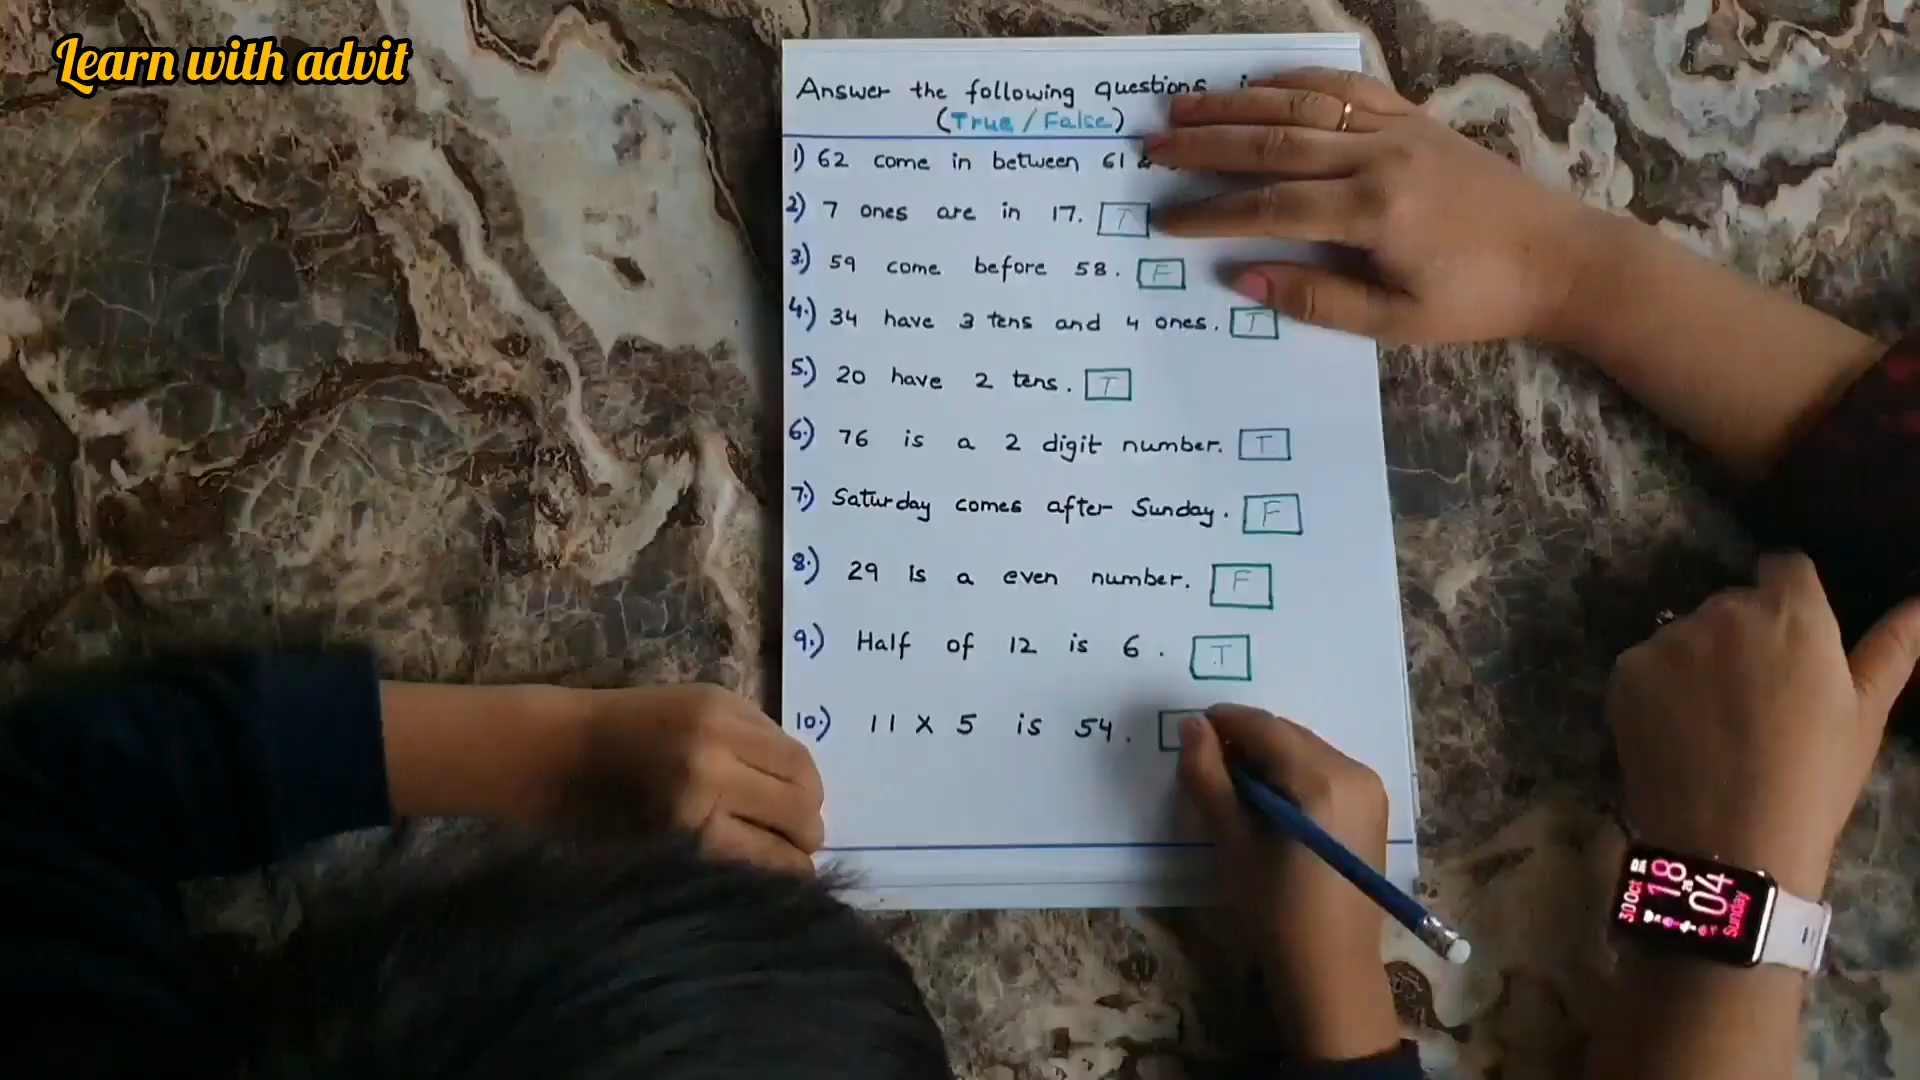 Learn with advit
Answer the following questions
(True / False)
1) 62 come in between 61 &
2) 7 ones are in 17. T
3.) 59 come before 58. F
4.) 34 have 3 tens and 4 ones. T
5.) 20 have 2 tens. T
6.) 76 is a 2 digit number. T
7.) Saturday comes after Sunday. F
8.) 29 is a even number. F
9.) Half of 12 is 6. T
10.) 11 X 5 is 54.
30 Oct
18
04
Sunday